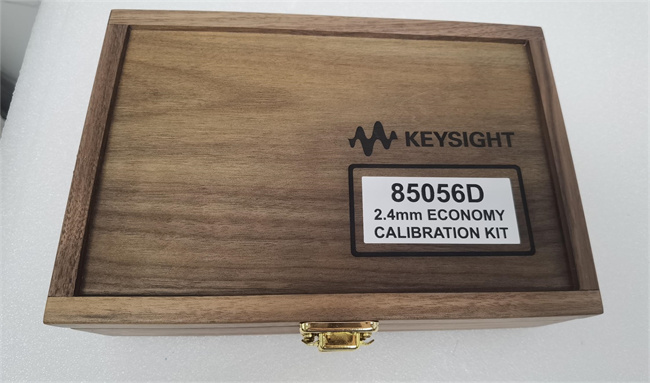 KEYSIGHT
85056D
2.4mm ECONOMY
CALIBRATION KIT